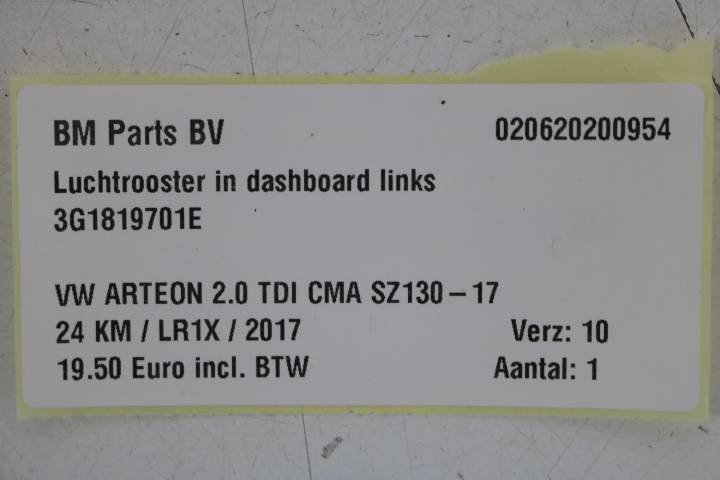 BM Parts BV 020620200954
Luchtrooster in dashboard links
3G1819701E
VW ARTEON 2.0 TDI CMA SZ130-17
24 KM / LR1X / 2017 Verz: 10
19.50 Euro incl. BTW Aantal: 1